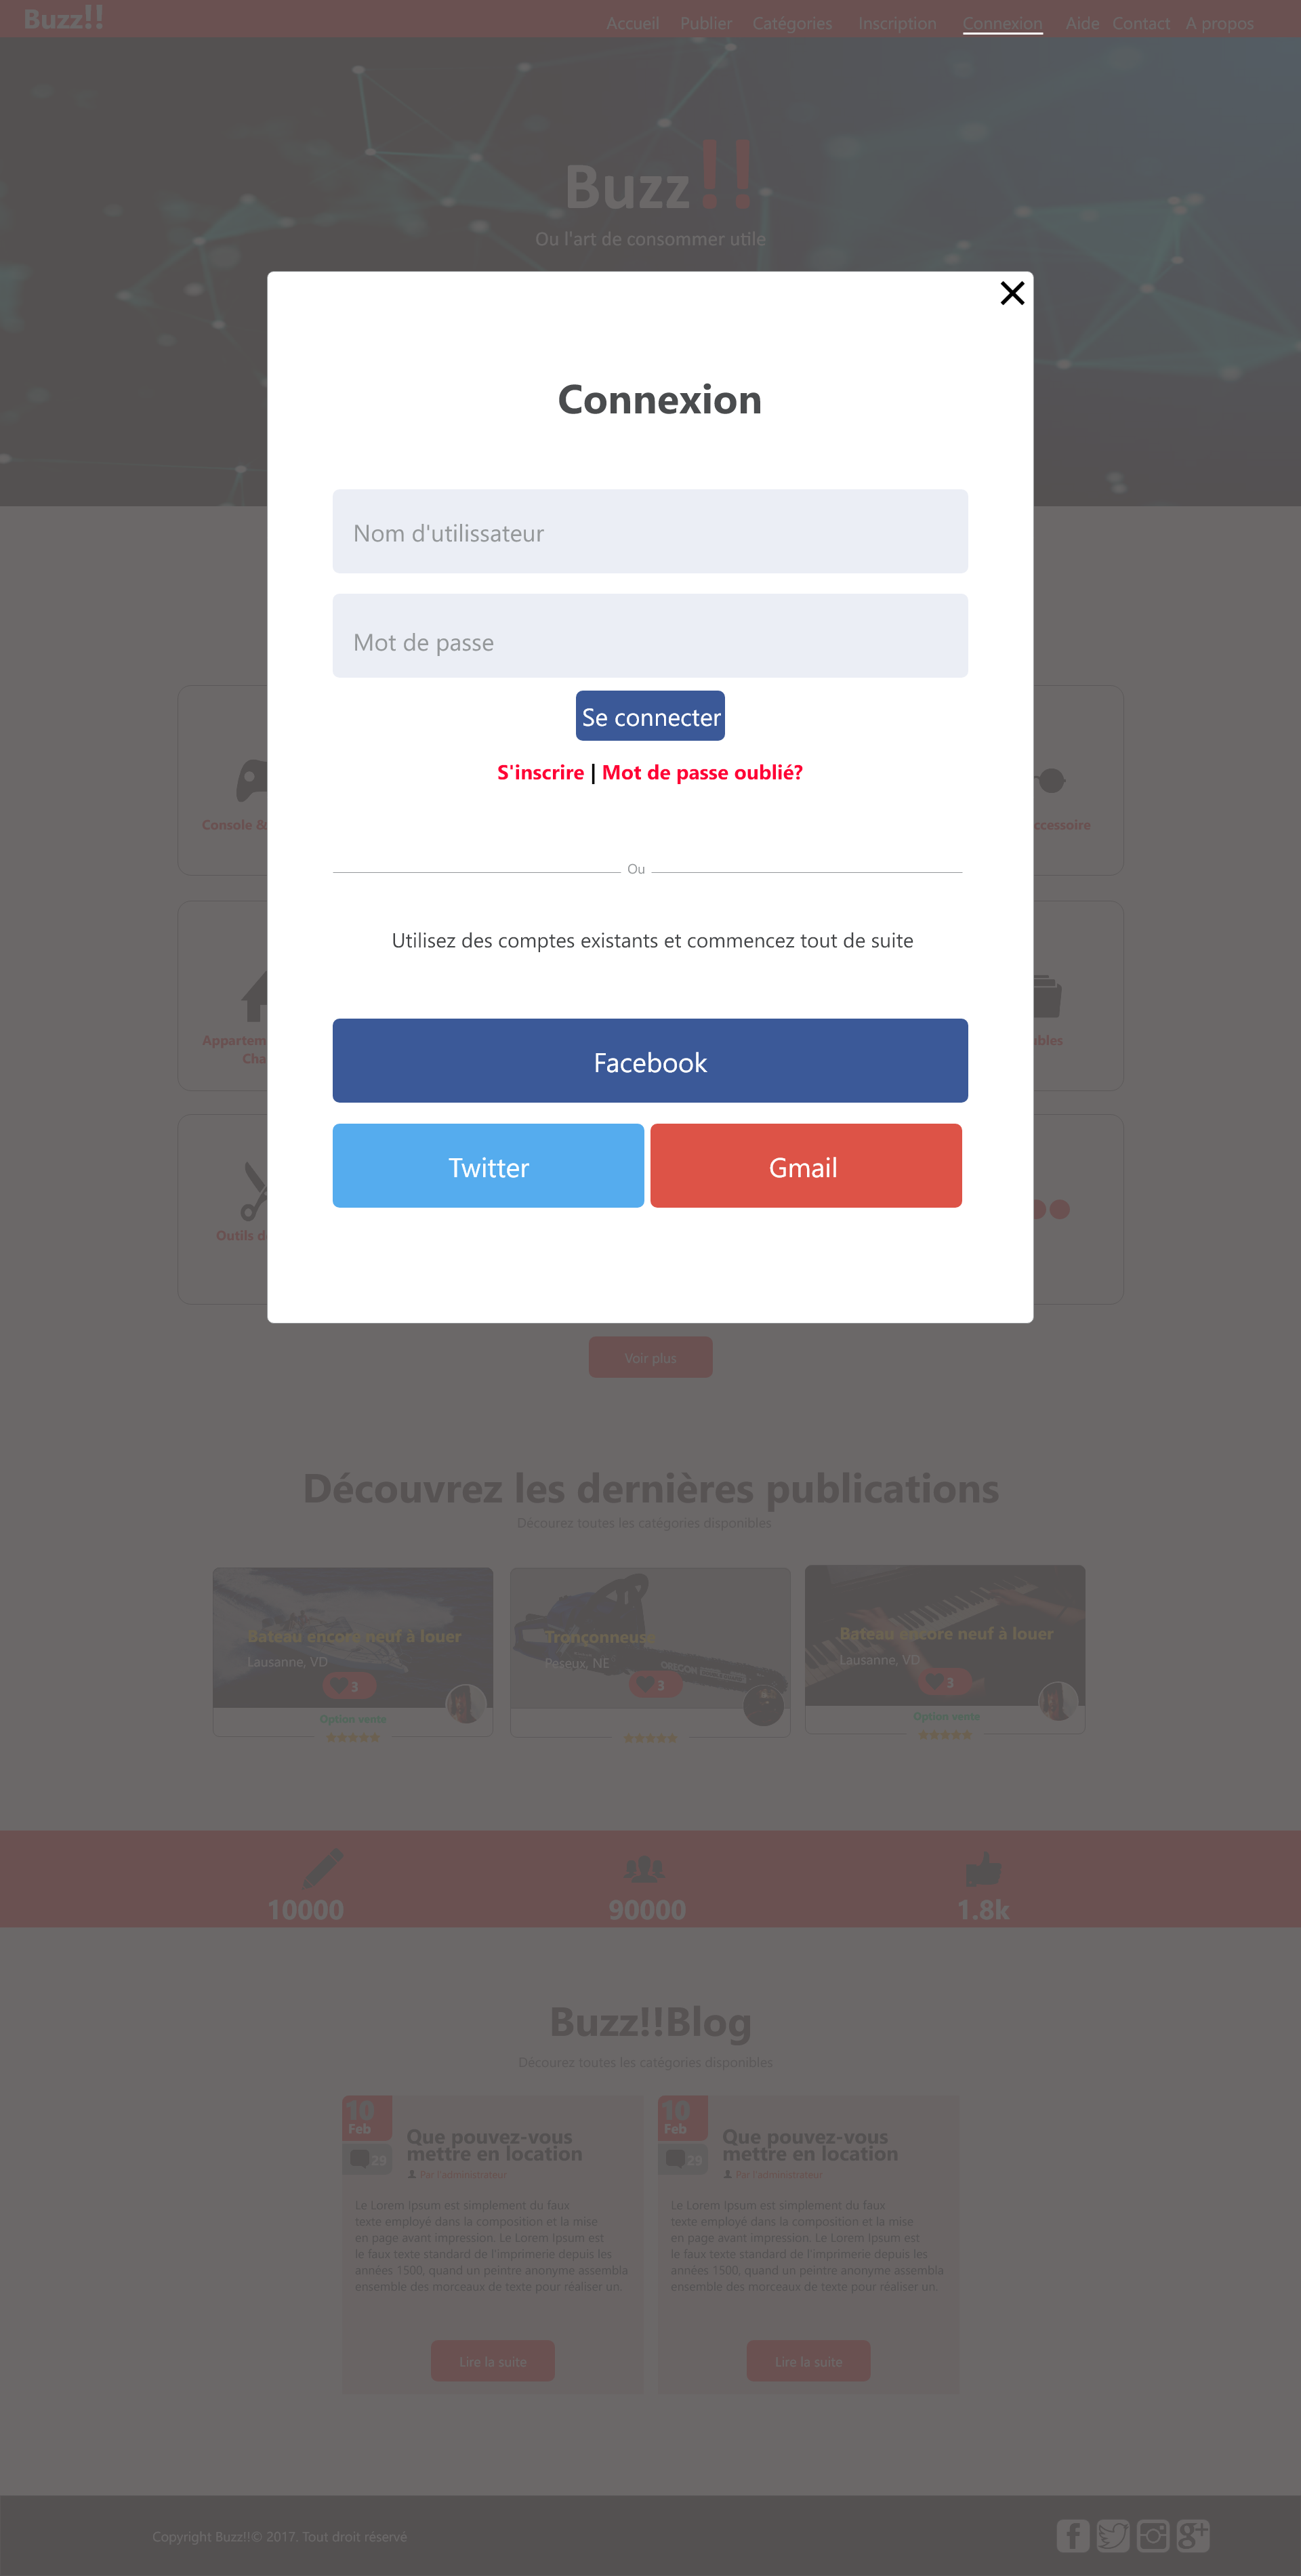 Buzz!!
Accueil Publier Catégories Inscription Connexion Aide Contact A propos
Buzz!!
Ou l'art de consommer utile
Connexion
Nom d'utilissateur
Mot de passe
Se connecter
S'inscrire | Mot de passe oublié?
Ou
Utilisez des comptes existants et commencez tout de suite
Facebook
Twitter Gmail
Console &
ccessoire
Appartem
Cha
bles
Outils d
Voir plus
Découvrez les dernières publications
Décourez toutes les catégories disponibles
Bateau encore neuf à louer
Lausanne, VD
3
Option vente
Tronçonneuse
Peseux, NE
OREGON
3
Bateau encore neuf à louer
Lausanne, VD
3
Option vente
10000 90000 1.8k
Buzz!!Blog
Décourez toutes les catégories disponibles
10
Feb
29
Que pouvez-vous
mettre en location
Par l'administrateur
Le Lorem Ipsum est simplement du faux
texte employé dans la composition et la mise
en page avant impression. Le Lorem Ipsum est
le faux texte standard de l'imprimerie depuis les
années 1500, quand un peintre anonyme assembla
ensemble des morceaux de texte pour réaliser un.
Lire la suite
10
Feb
29
Que pouvez-vous
mettre en location
Par l'administrateur
Le Lorem Ipsum est simplement du faux
texte employé dans la composition et la mise
en page avant impression. Le Lorem Ipsum est
le faux texte standard de l'imprimerie depuis les
années 1500, quand un peintre anonyme assembla
ensemble des morceaux de texte pour réaliser un.
Lire la suite
Copyright Buzz!!© 2017. Tout droit réservé